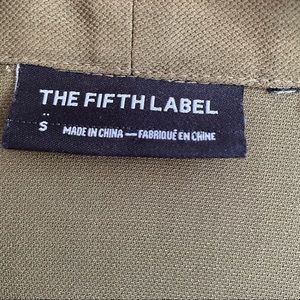 THE FIFTH LABEL
S MADE IN CHINA — FABRIQUÉ EN CHINE